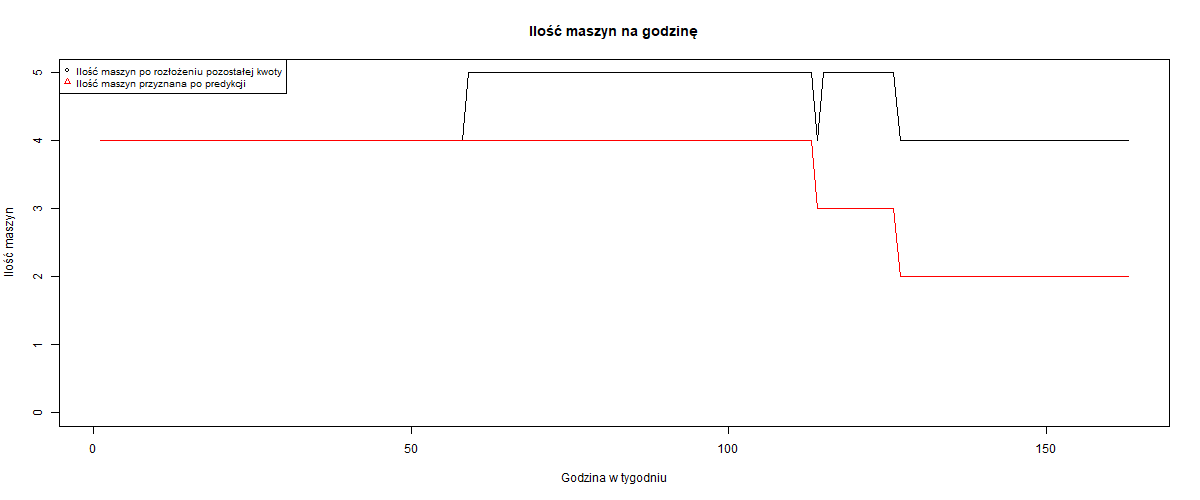 Ilość maszyn na godzinę
Ilość maszyn po rozłożeniu pozostałej kwoty
Ilość maszyn przyznana po predykcji
Ilość maszyn
5
4
3
2
1
0
0 50 100 150
Godzina w tygodniu